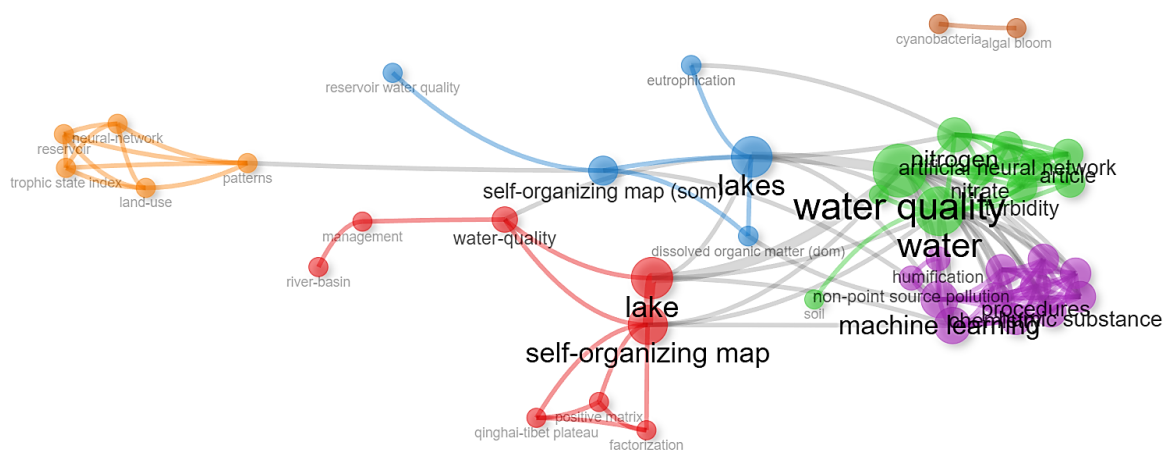 cyanobacteria
algal bloom
eutrophication
reservoir water quality
neural-network
reservoir
trophic state index
patterns
land-use
self-organizing map (som)
lakes
nitrogen
artificial neural network
article
nitrate
water quality
turbidity
water
management
water-quality
dissolved organic matter (dom)
river-basin
humification
non-point source pollution
lake
soil
procedures
machine learning
chemistry
humic substance
self-organizing map
positive matrix
qinghai-tibet plateau
factorization